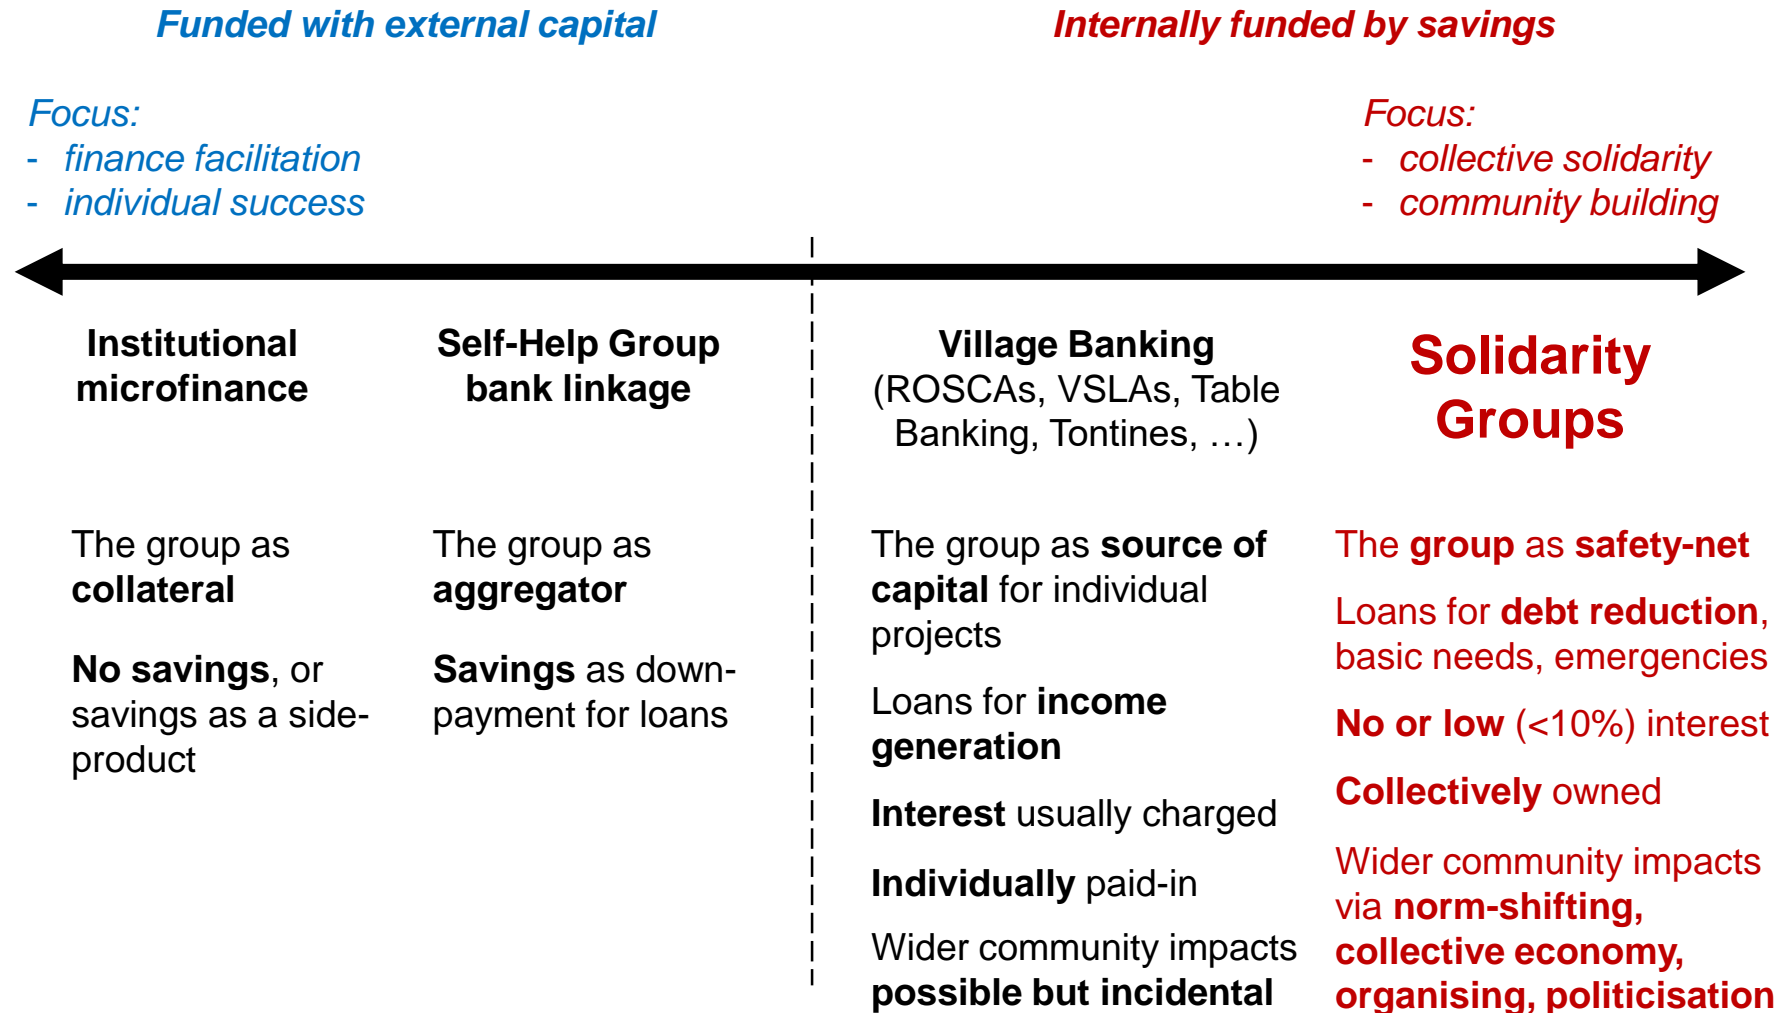 Funded with external capital
Internally funded by savings
Focus:
- finance facilitation
- individual success
Focus:
- collective solidarity
- community building
Institutional
microfinance
Self-Help Group
bank linkage
Village Banking
(ROSCAs, VSLAs, Table
Banking, Tontines, …)
Solidarity
Groups
The group as
collateral
No savings, or
savings as a side-
product
The group as
aggregator
Savings as down-
payment for loans
The group as source of
capital for individual
projects
Loans for income
generation
Interest usually charged
Individually paid-in
Wider community impacts
possible but incidental
The group as safety-net
Loans for debt reduction,
basic needs, emergencies
No or low (<10%) interest
Collectively owned
Wider community impacts
via norm-shifting,
collective economy,
organising, politicisation